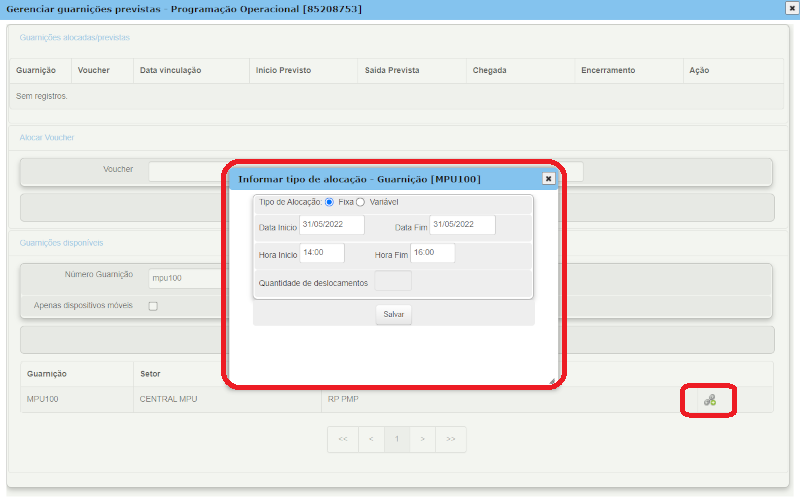 Gerenciar guarnições previstas - Programação Operacional [85208753]
Guarnições alocadas/previstas
Guarnição Voucher Data vinculação Inicio Previsto Saida Prevista Chegada Encerramento Ação
Sem registros.
Alocar Voucher
Voucher
Informar tipo de alocação - Guarnição [MPU100]
Tipo de Alocação: Fixa Variável
Data Inicio 31/05/2022 Data Fim 31/05/2022
Hora Inicio 14:00 Hora Fim 16:00
Quantidade de deslocamentos
Salvar
Guarnições disponíveis
Número Guarnição mpu100
Apenas dispositivos móveis
Guarnição Setor
MPU100 CENTRAL MPU RP PMP
<< < 1 > >>